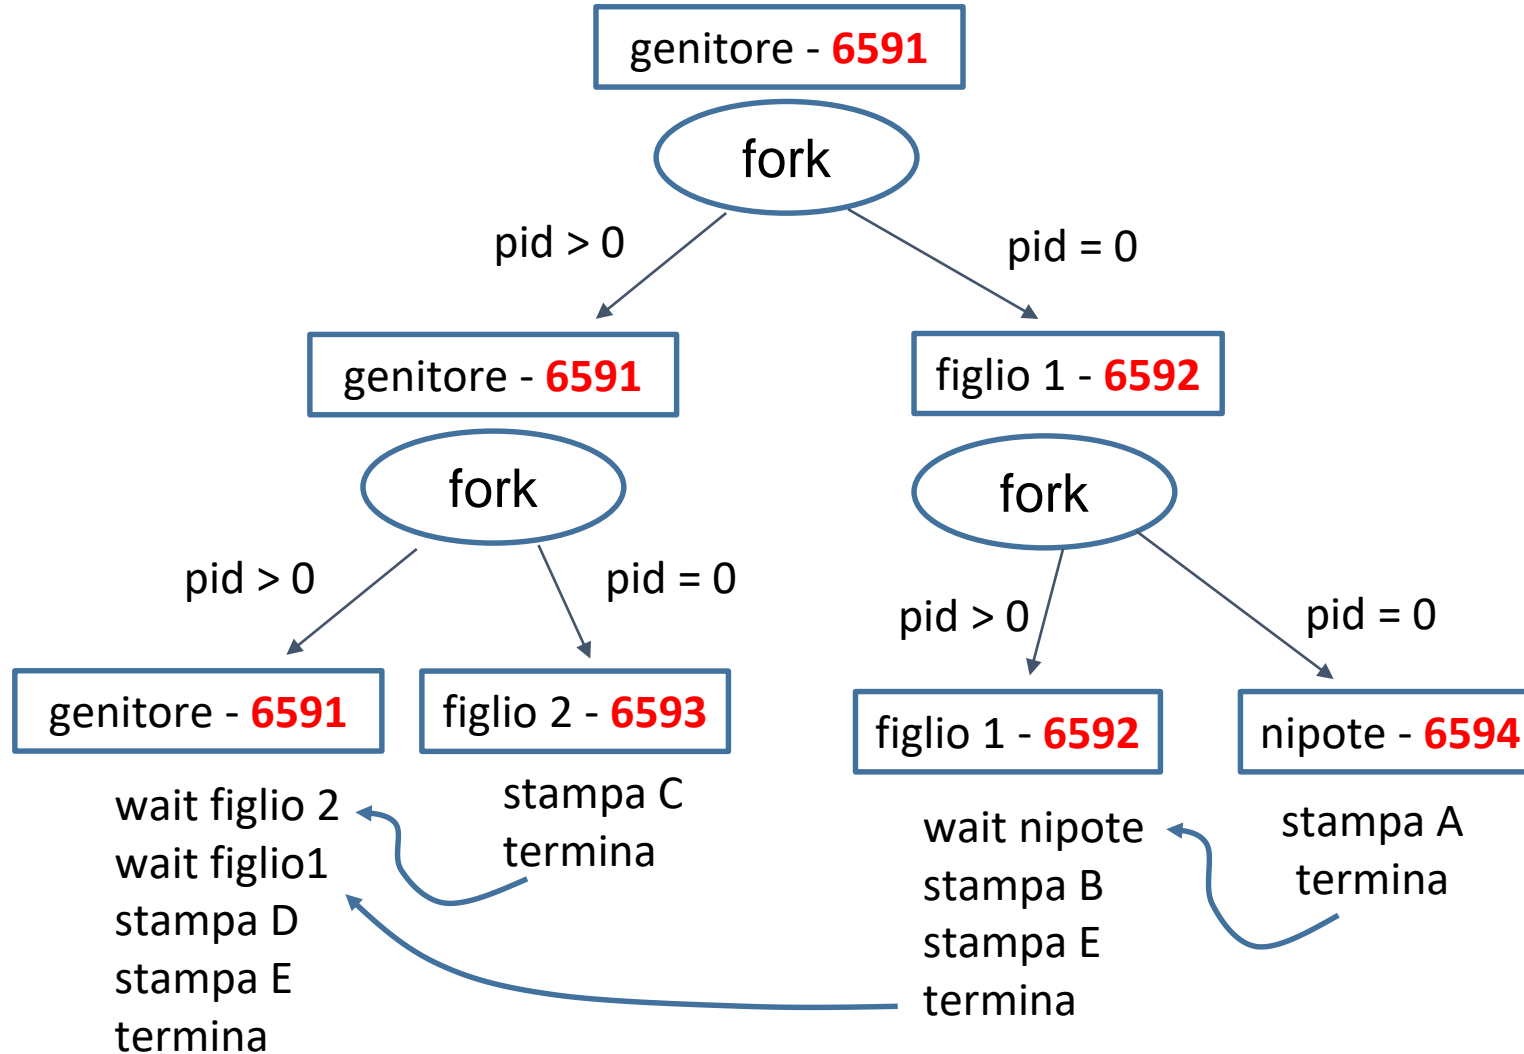 genitore - 6591
fork
pid > 0
pid = 0
genitore - 6591
figlio 1 - 6592
fork
fork
pid > 0
pid = 0
pid > 0
pid = 0
genitore - 6591
figlio 2 - 6593
figlio 1 - 6592
nipote - 6594
wait figlio 2
wait figlio1
stampa D
stampa E
termina
stampa C
termina
wait nipote
stampa B
stampa E
termina
stampa A
termina